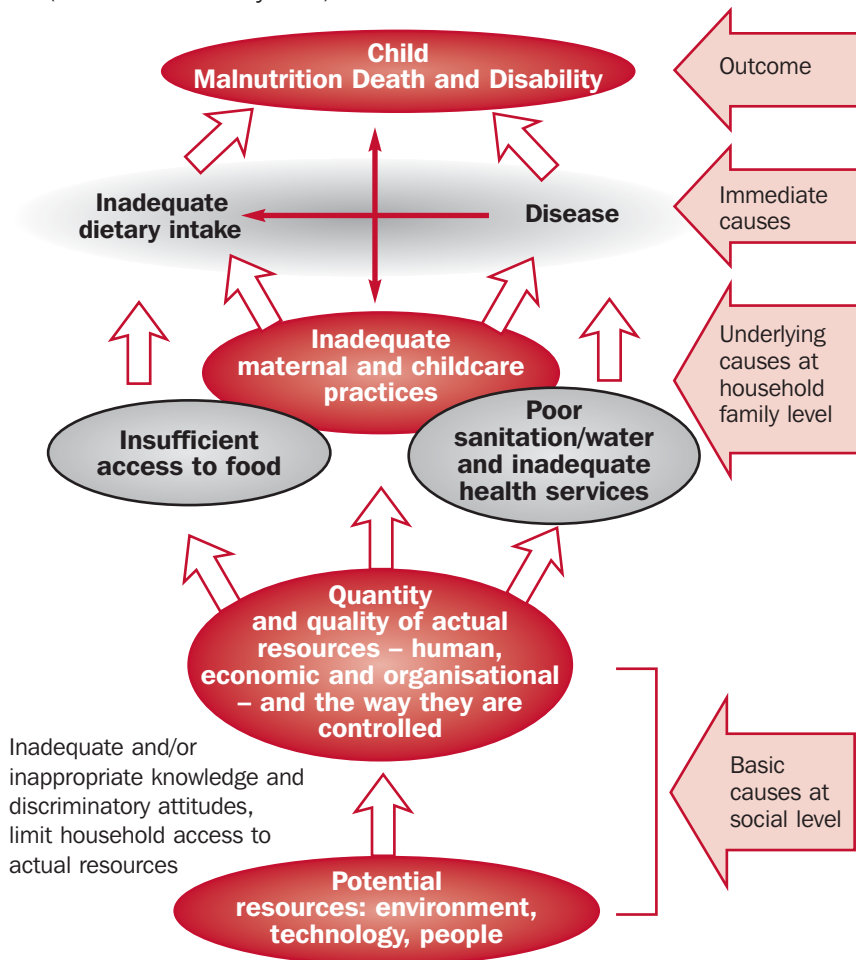 Child
Malnutrition Death and Disability
Outcome
Inadequate
dietary intake
Disease
Immediate
causes
Inadequate
maternal and childcare
practices
Underlying
causes at
household
family level
Insufficient
access to food
Poor
sanitation/water
and inadequate
health services
Quantity
and quality of actual
resources – human,
economic and organisational
– and the way they are
controlled
Inadequate and/or
inappropriate knowledge and
discriminatory attitudes,
limit household access to
actual resources
Basic
causes at
social level
Potential
resources: environment,
technology, people